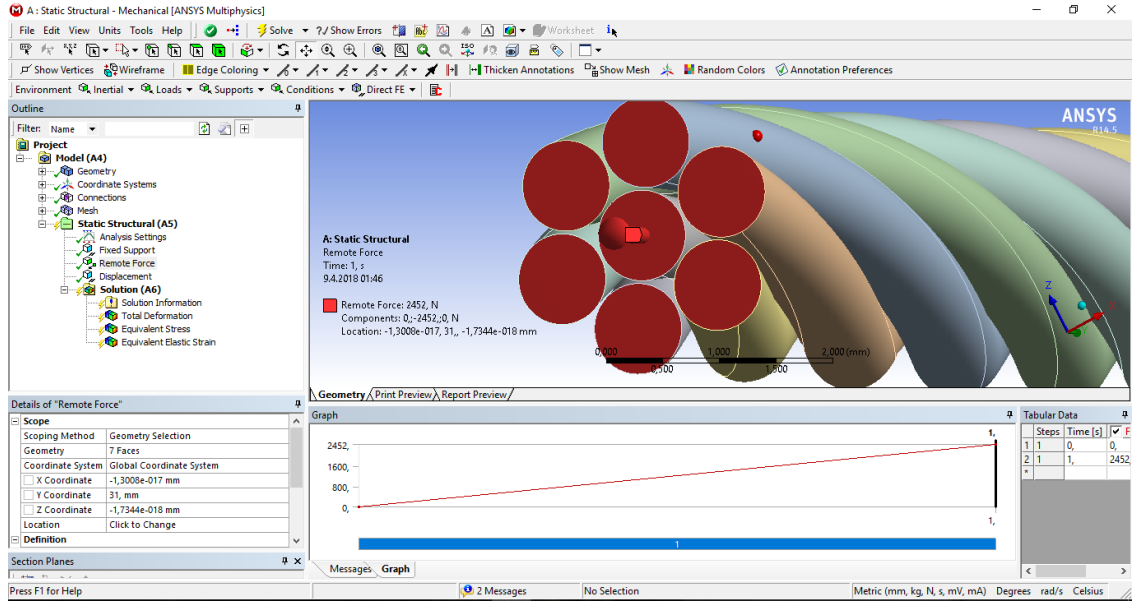 A : Static Structural - Mechanical [ANSYS Multiphysics]
File Edit View Units Tools Help Solve ?/ Show Errors Worksheet
Show Vertices Wireframe Edge Coloring Thicken Annotations Show Mesh Random Colors Annotation Preferences
Environment Inertial Loads Supports Conditions Direct FE
Outline
Filter: Name
Project
Model (A4)
Geometry
Coordinate Systems
Connections
Mesh
Static Structural (A5)
Analysis Settings
Fixed Support
Remote Force
Displacement
Solution (A6)
Solution Information
Total Deformation
Equivalent Stress
Equivalent Elastic Strain
ANSYS
R14.5
A: Static Structural
Remote Force
Time: 1, s
9.4.2018 01:46
Remote Force: 2452, N
Components: 0,;-2452,;0, N
Location: -1,3008e-017, 31,, -1,7344e-018 mm
Z
0,000 1,000 2,000 (mm)
0,500 1,500
Geometry Print Preview Report Preview
Details of "Remote Force"
Scope
Scoping Method Geometry Selection
Geometry 7 Faces
Coordinate System Global Coordinate System
X Coordinate -1,3008e-017 mm
Y Coordinate 31, mm
Z Coordinate -1,7344e-018 mm
Location Click to Change
Definition
Section Planes
Graph
1,
2452,
1600,
800,
0,
1,
1
Messages Graph
Tabular Data
Steps Time [s] F
1 1 0, 0,
2 1 1, 2452,
*
Press F1 for Help 2 Messages No Selection Metric (mm, kg, N, s, mV, mA) Degrees rad/s Celsius